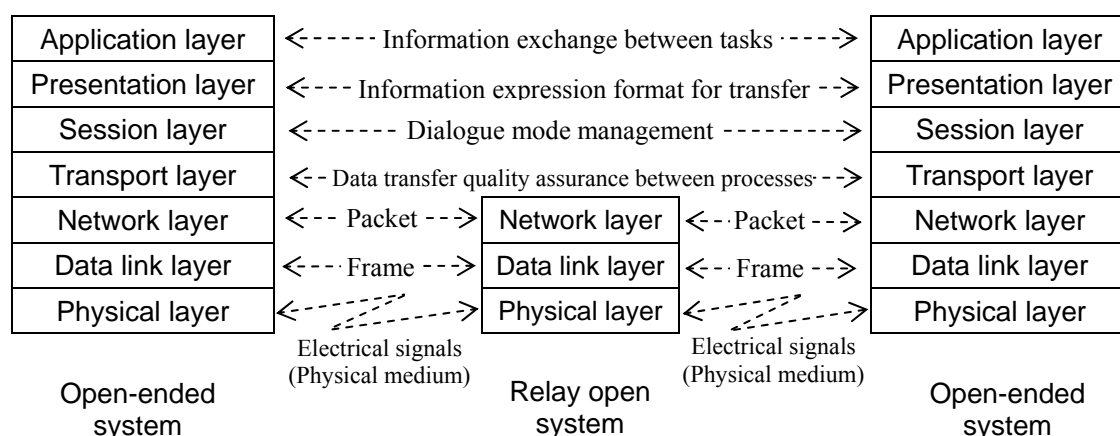 Application layer Information exchange between tasks Application layer
Presentation layer Information expression format for transfer Presentation layer
Session layer Dialogue mode management Session layer
Transport layer Data transfer quality assurance between processes Transport layer
Network layer Packet Network layer Packet Network layer
Data link layer Frame Data link layer Frame Data link layer
Physical layer Physical layer Physical layer
Electrical signals Electrical signals
(Physical medium) (Physical medium)
Open-ended Relay open Open-ended
system system system